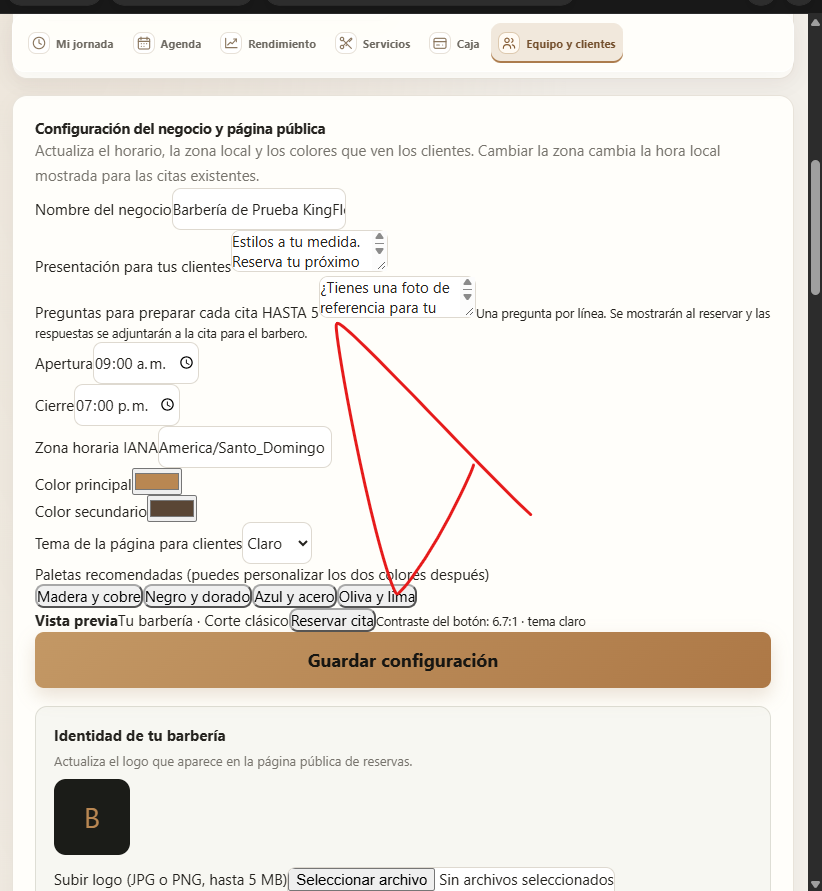 Mi jornada Agenda Rendimiento Servicios Caja Equipo y clientes
Configuración del negocio y página pública
Actualiza el horario, la zona local y los colores que ven los clientes. Cambiar la zona cambia la hora local
mostrada para las citas existentes.
Nombre del negocio Barbería de Prueba KingFl
Presentación para tus clientes Estilos a tu medida.
Reserva tu próximo
Preguntas para preparar cada cita HASTA 5 ¿Tienes una foto de
referencia para tu
Una pregunta por línea. Se mostrarán al reservar y las
respuestas se adjuntarán a la cita para el barbero.
Apertura 09:00 a. m.
Cierre 07:00 p. m.
Zona horaria IANA America/Santo_Domingo
Color principal
Color secundario
Tema de la página para clientes Claro
Paletas recomendadas (puedes personalizar los dos colores después)
Madera y cobre Negro y dorado Azul y acero Oliva y lima
Vista previa Tu barbería · Corte clásico Reservar cita Contraste del botón: 6.7:1 · tema claro
Guardar configuración
Identidad de tu barbería
Actualiza el logo que aparece en la página pública de reservas.
B
Subir logo (JPG o PNG, hasta 5 MB) Seleccionar archivo Sin archivos seleccionados